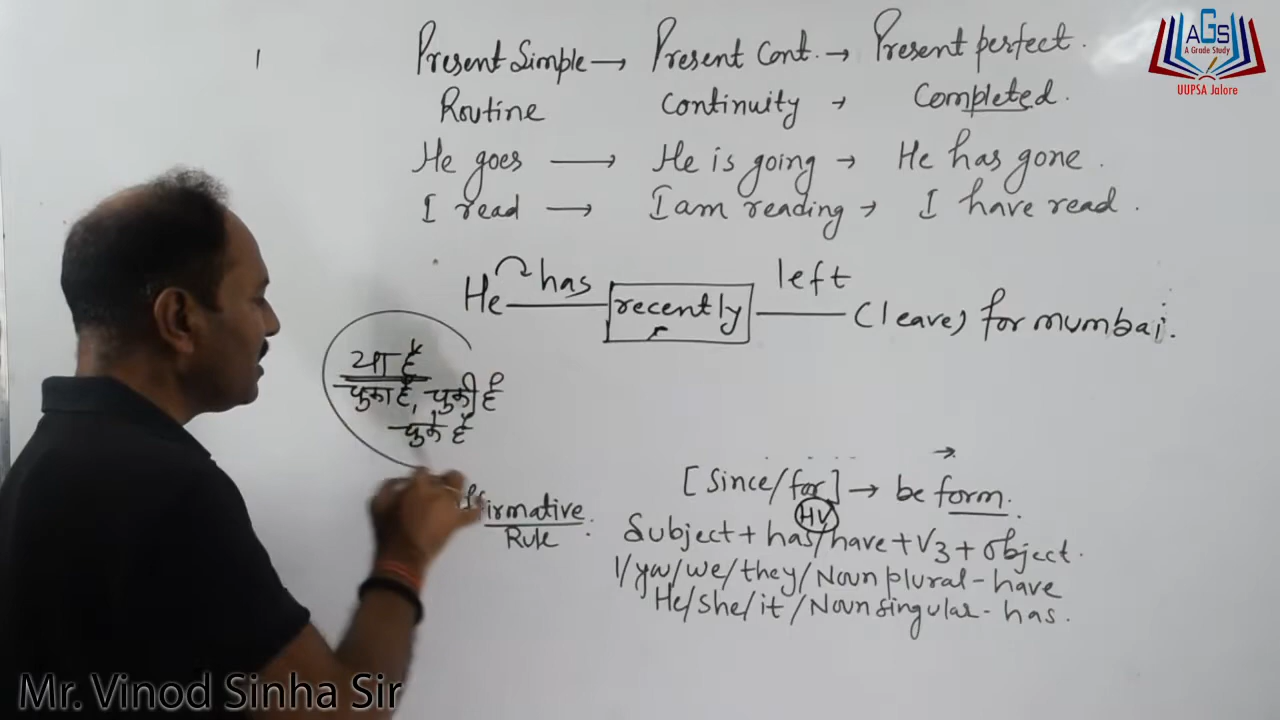 AGS
A Grade Study
UUPSA Jalore
Present Simple → Present Cont. → Present perfect.
Routine Continuity → Completed.
He goes → He is going → He has gone.
I read → I am reading → I have read.
He has recently left (leave) for mumbai.
या है
चुका है, चुकी है
चुके हैं
[Since/for] → be form.
HV
Affirmative Rule.
Subject + has/have + V3 + Object.
I/you/we/they/Noun plural - have
He/She/it/Noun singular - has.
Mr. Vinod Sinha Sir